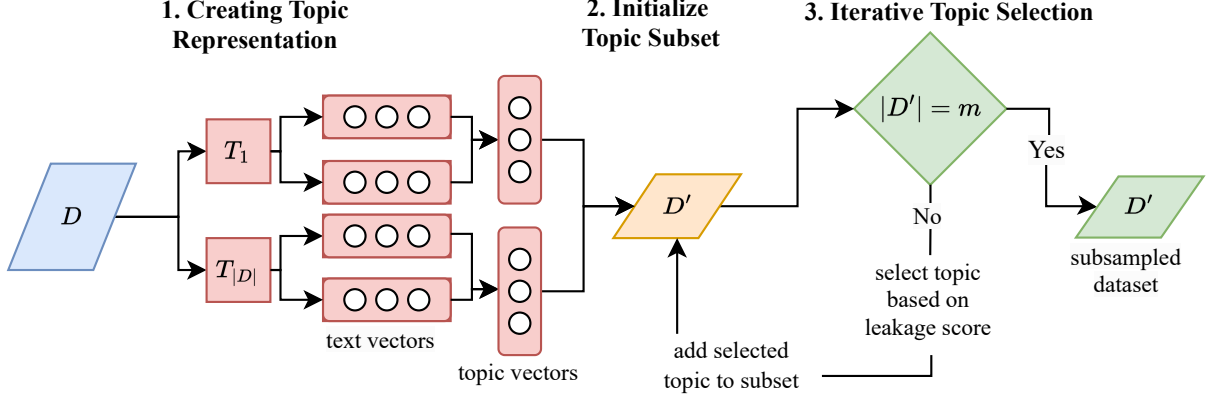 1. Creating Topic
Representation
2. Initialize
Topic Subset
3. Iterative Topic Selection
D
T₁
T|D|
text vectors
topic vectors
D′
add selected
topic to subset
|D′| = m
Yes
No
select topic
based on
leakage score
D′
subsampled
dataset